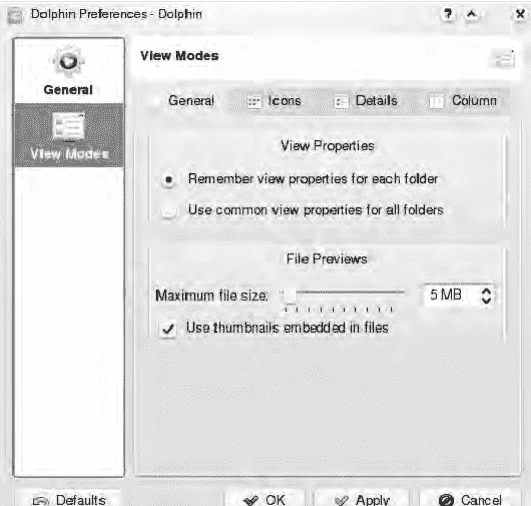 Dolphin Preferences - Dolphin
?
General
View Modes
View Modes
General Icons Details Column
View Properties
Remember view properties for each folder
Use common view properties for all folders
File Previews
Maximum file size: 5 MB
Use thumbnails embedded in files
Defaults OK Apply Cancel